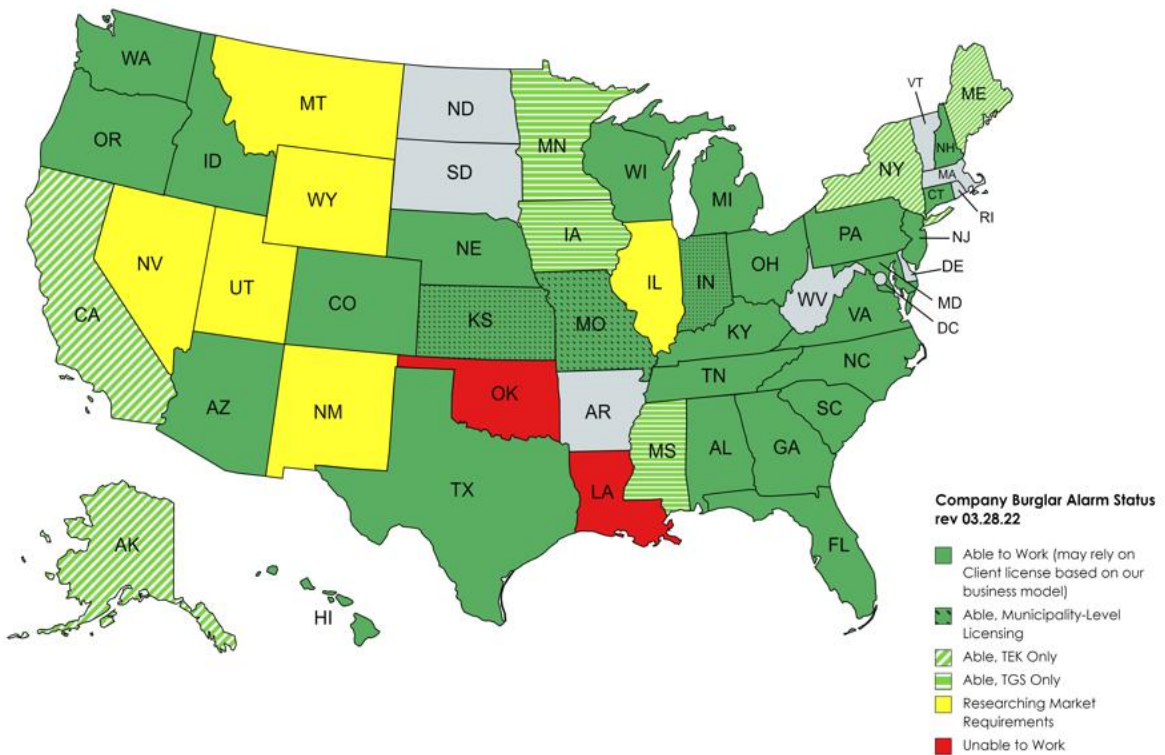 WA
MT
ND
MN
VT
ME
OR
ID
SD
WI
NH
NY
MA
WY
MI
CT
RI
NE
IA
PA
NJ
NV
UT
IL
IN
OH
DE
CA
CO
WV
MD
KS
MO
VA
DC
KY
NC
TN
OK
AZ
NM
AR
SC
MS
AL
GA
TX
LA
Company Burglar Alarm Status
rev 03.28.22
AK
FL
HI
Able to Work (may rely on
Client license based on our
business model)
Able, Municipality-Level
Licensing
Able, TEK Only
Able, TGS Only
Researching Market
Requirements
Unable to Work